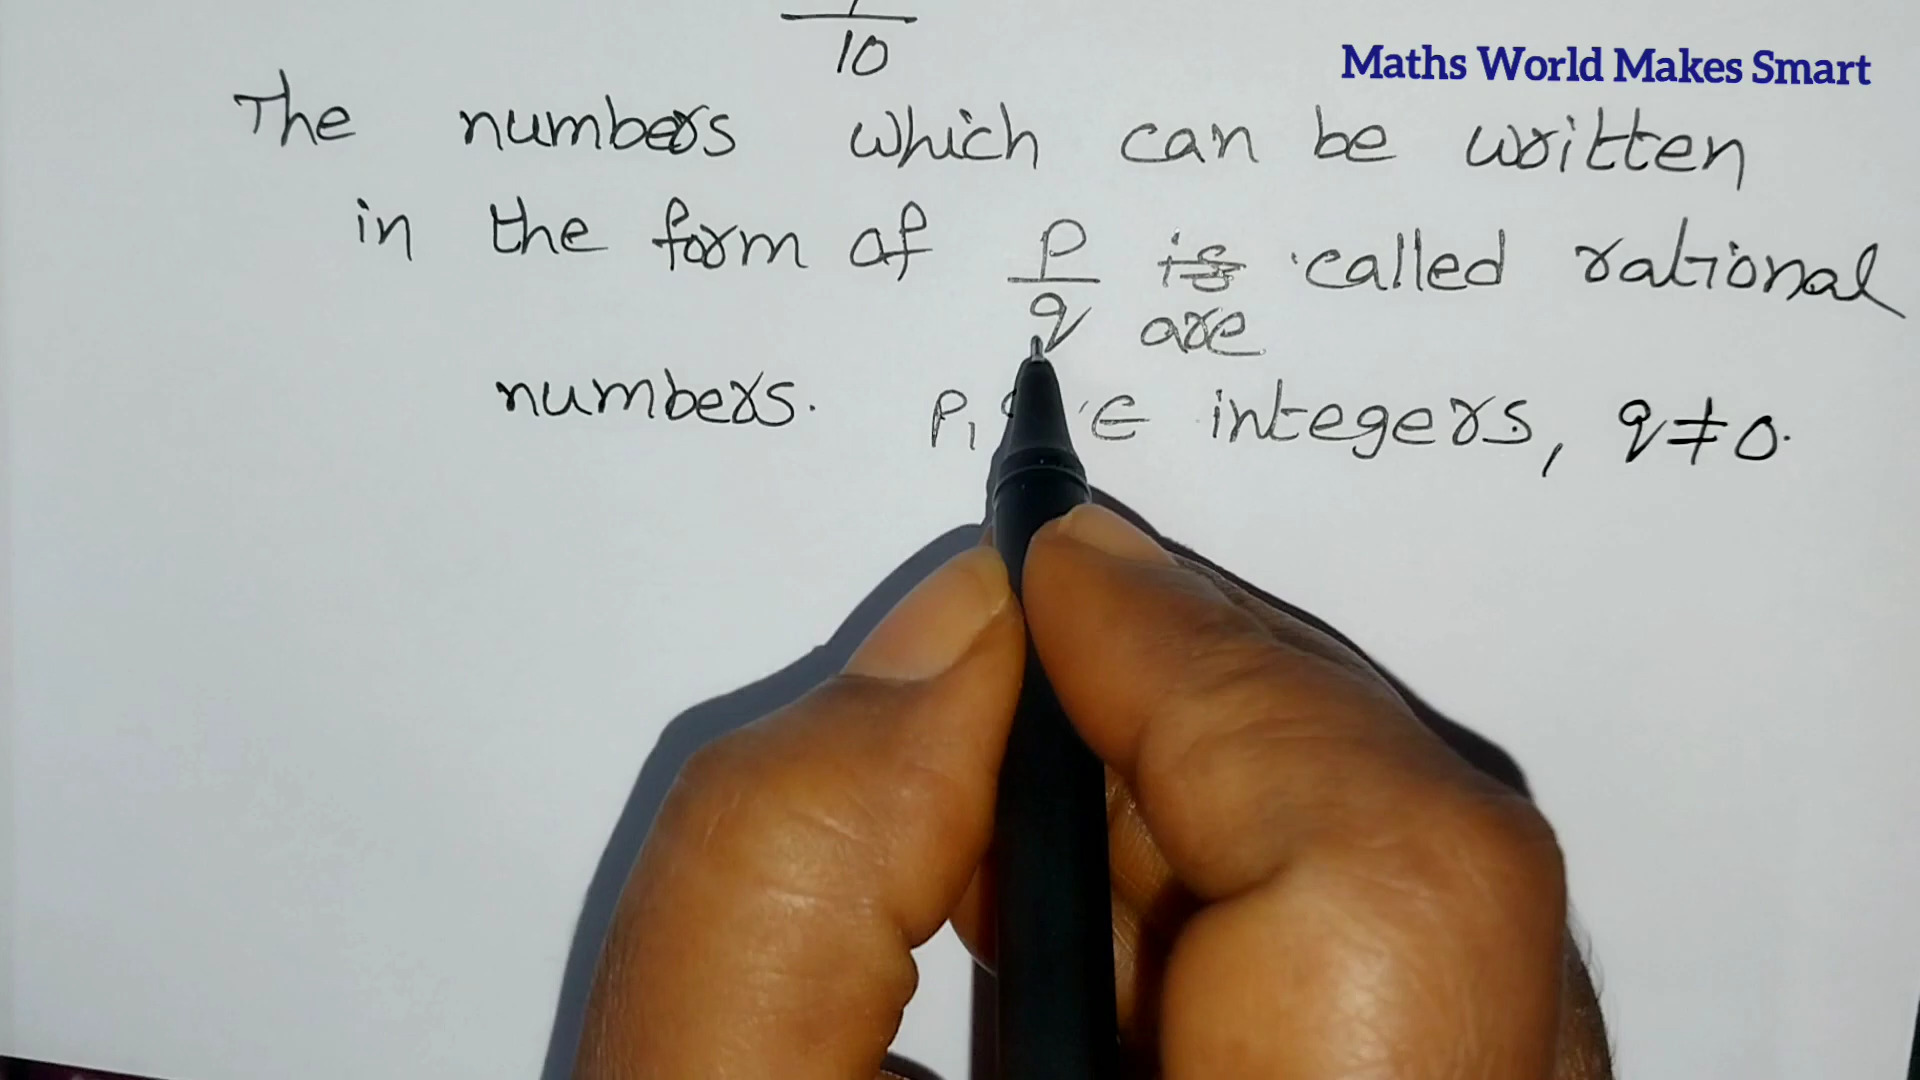 10
Maths World Makes Smart
The numbers which can be written
in the form of p/q is called rational
are
numbers. P, ∈ integers, q≠0.